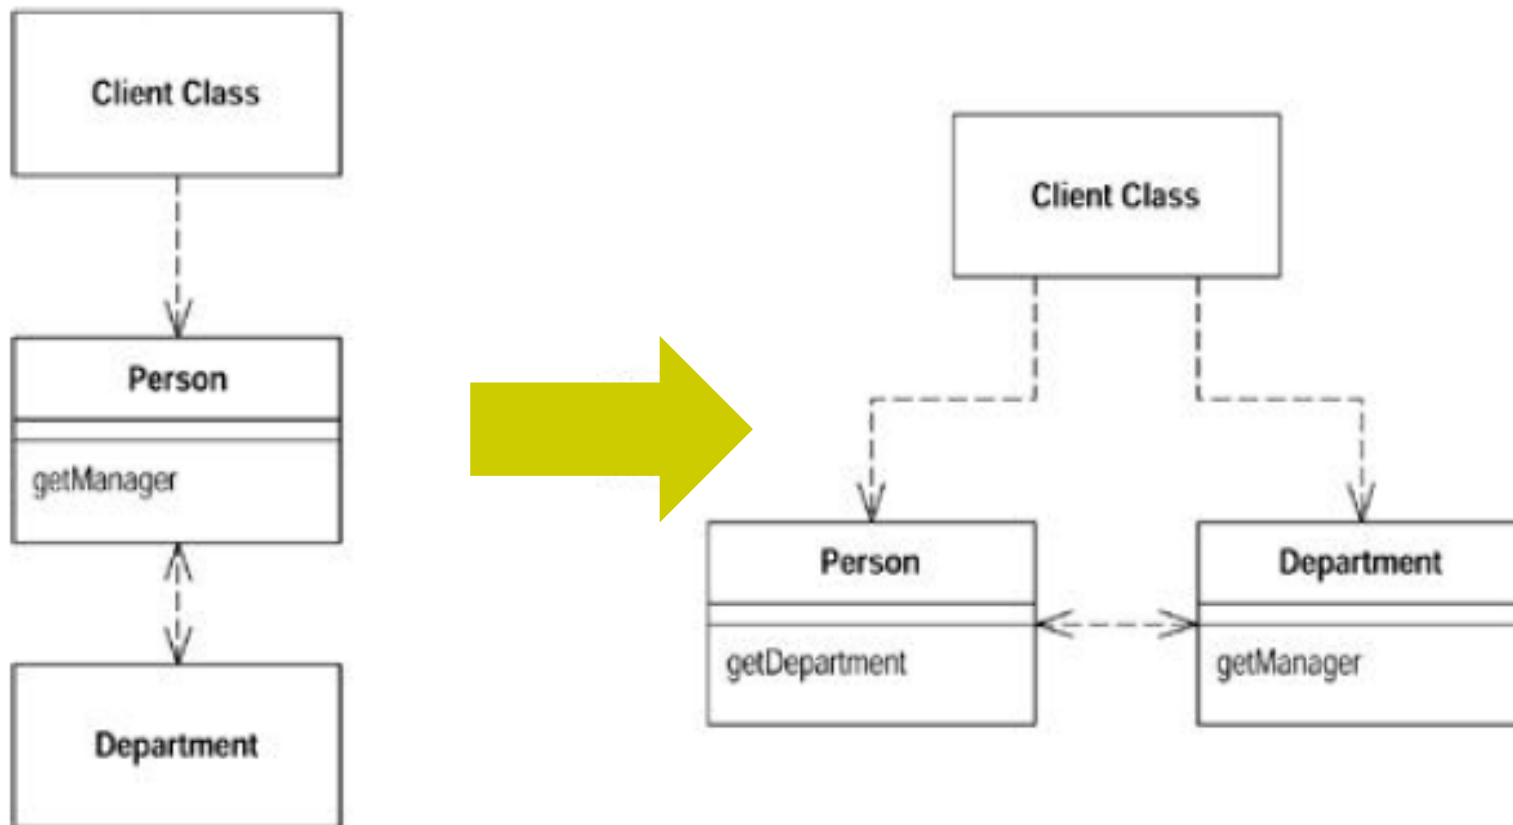 Client Class
Person
getManager
Department
Client Class
Person
getDepartment
Department
getManager